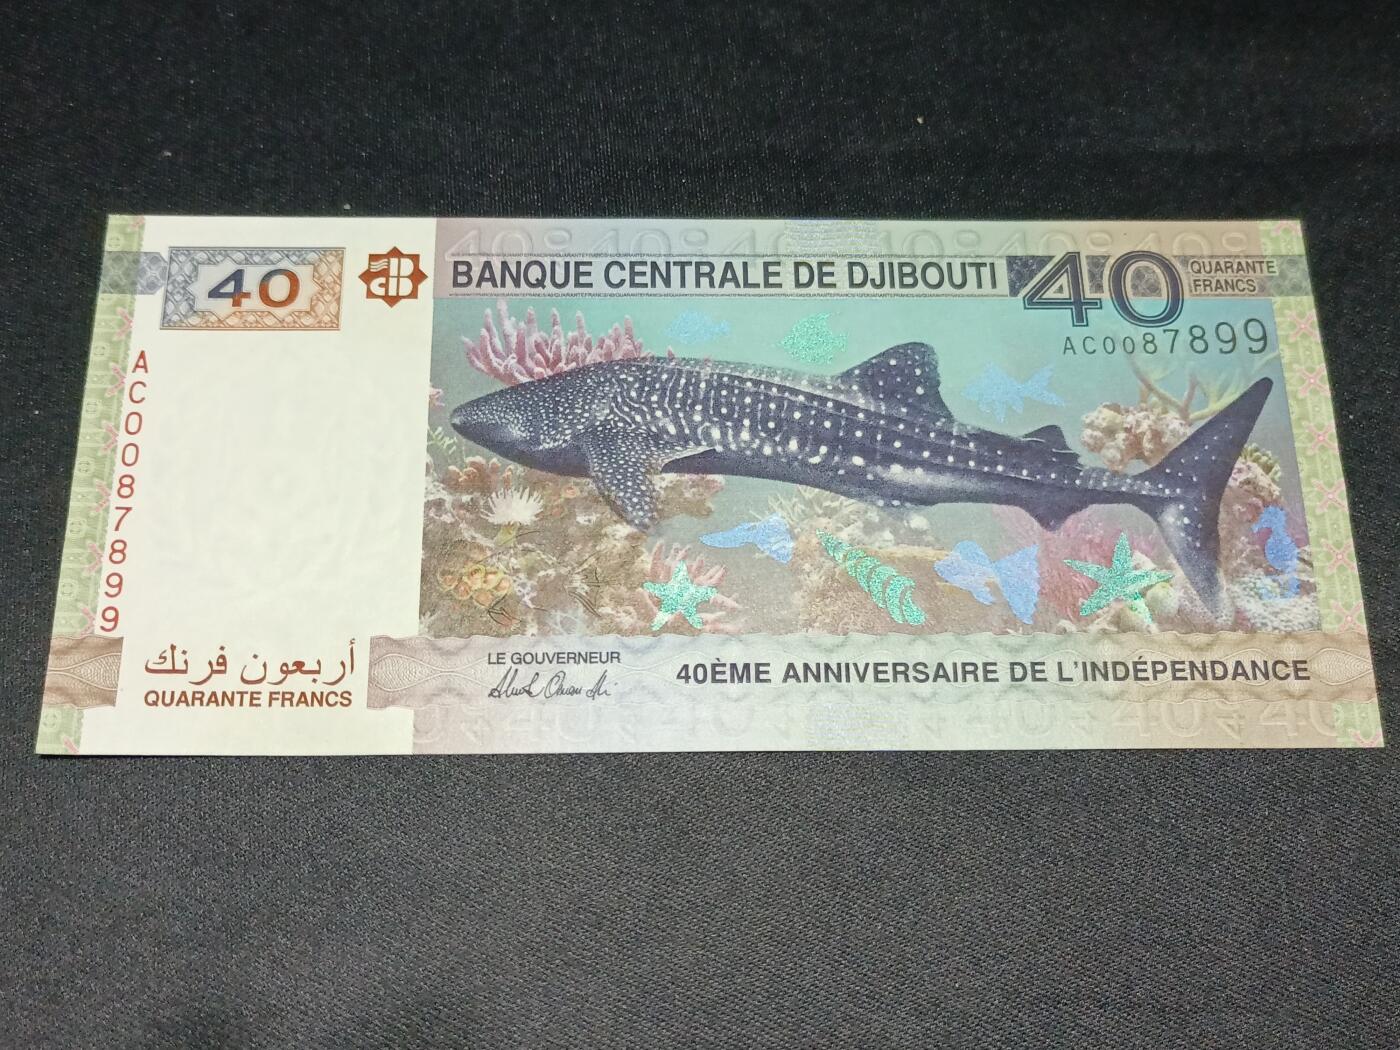 40
BANQUE CENTRALE DE DJIBOUTI
40
QUARANTE
FRANCS
AC0087899
AC0087899
أربعون فرنك
QUARANTE FRANCS
LE GOUVERNEUR
40ÈME ANNIVERSAIRE DE L'INDÉPENDANCE